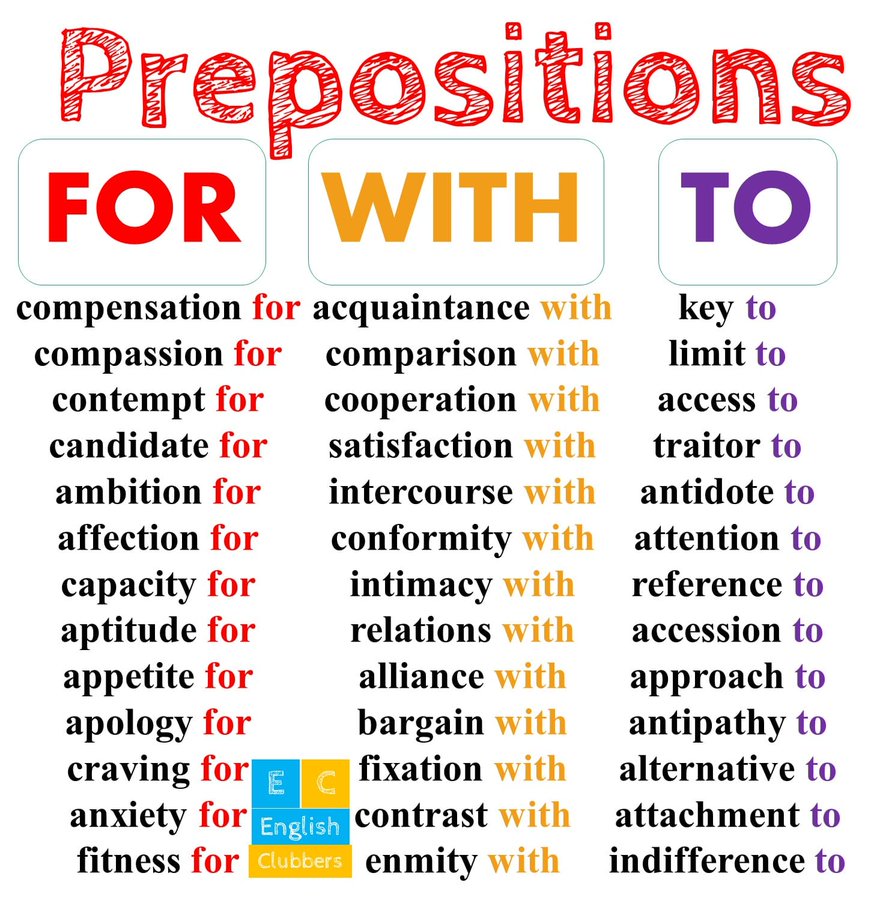 Prepositions
FOR WITH TO
compensation for acquaintance with key to
compassion for comparison with limit to
contempt for cooperation with access to
candidate for satisfaction with traitor to
ambition for intercourse with antidote to
affection for conformity with attention to
capacity for intimacy with reference to
aptitude for relations with accession to
appetite for alliance with approach to
apology for bargain with antipathy to
craving for fixation with alternative to
anxiety for contrast with attachment to
fitness for enmity with indifference to
E C
English
Clubbers